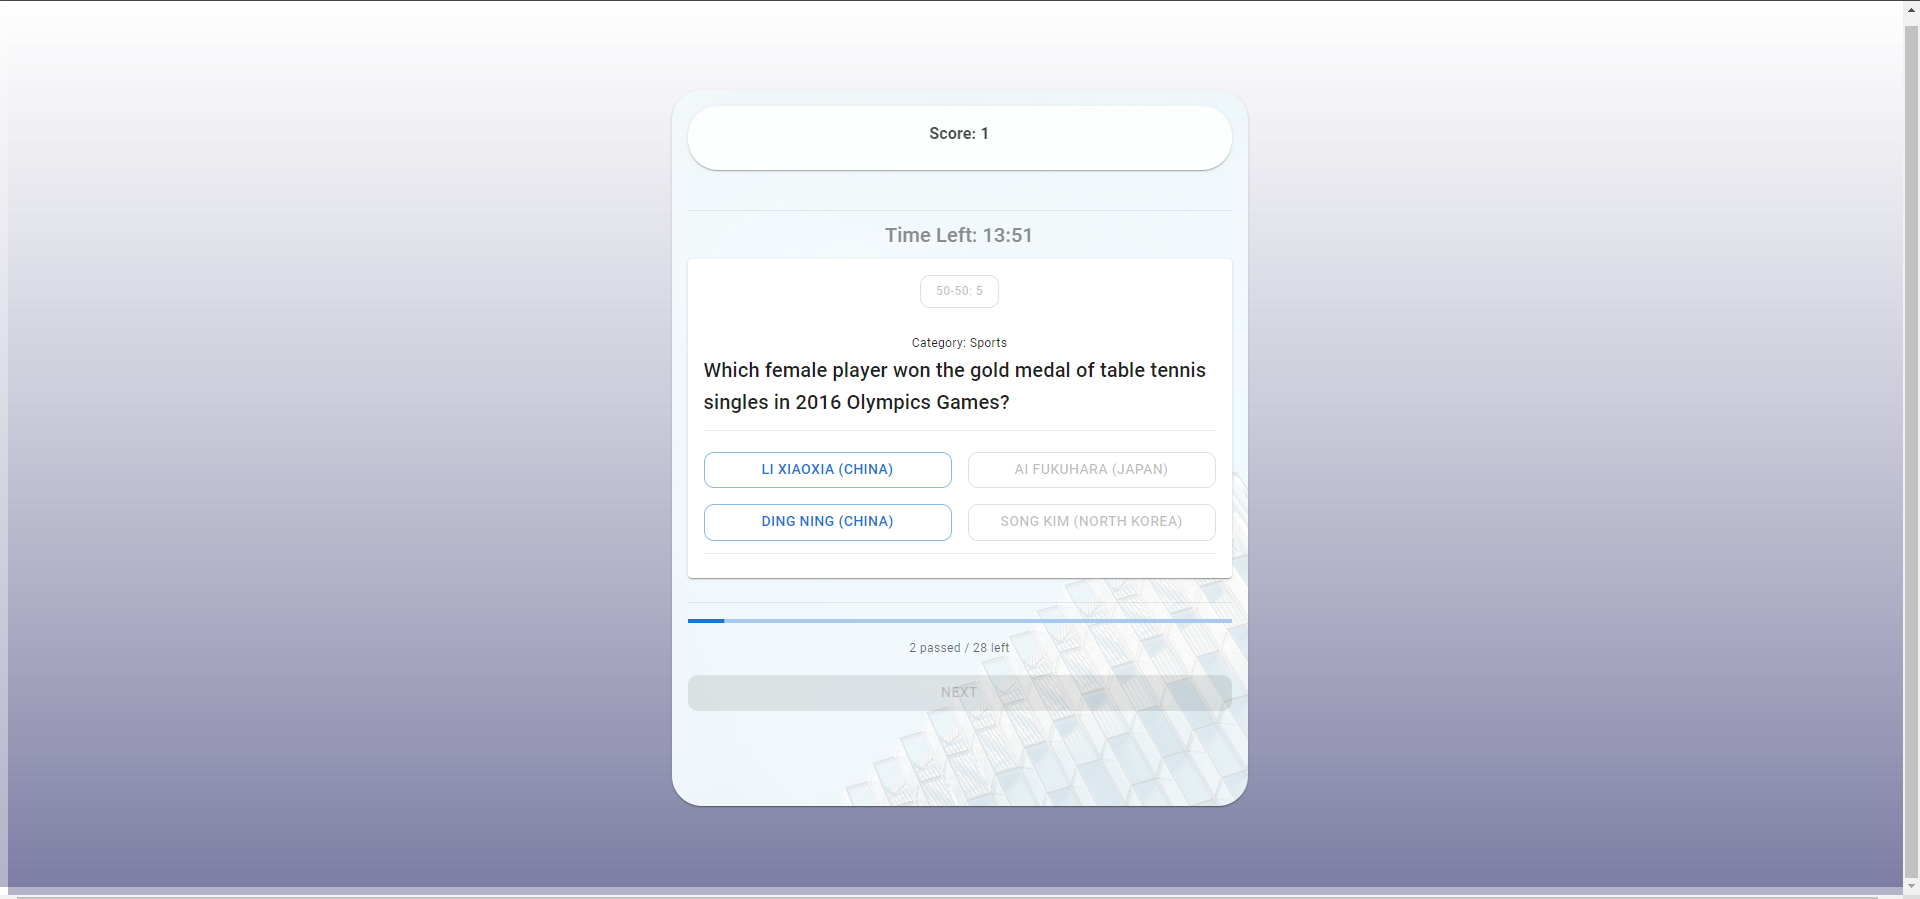 Score: 1
Time Left: 13:51
50-50: 5
Category: Sports
Which female player won the gold medal of table tennis
singles in 2016 Olympics Games?
LI XIAOXIA (CHINA)
AI FUKUHARA (JAPAN)
DING NING (CHINA)
SONG KIM (NORTH KOREA)
2 passed / 28 left
NEXT